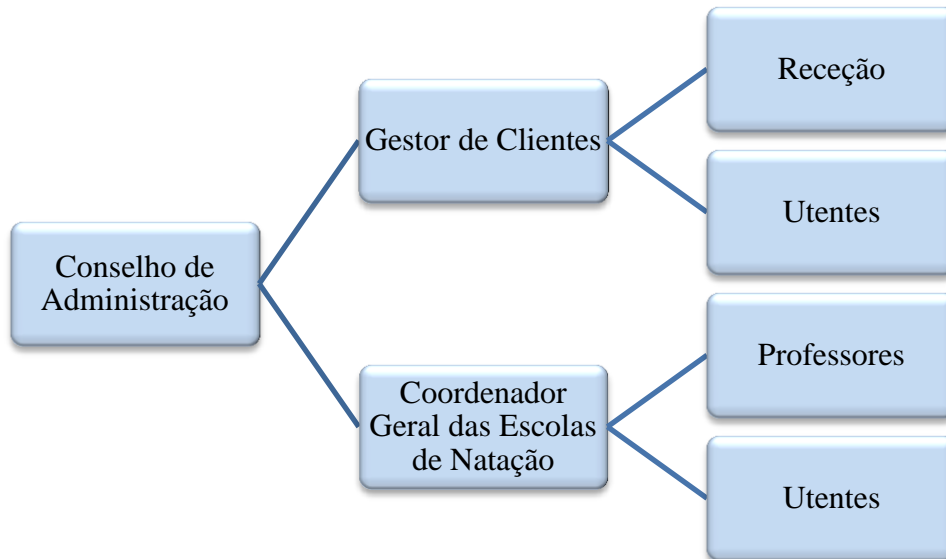 Conselho de
Administração
Gestor de Clientes
Receção
Utentes
Coordenador
Geral das Escolas
de Natação
Professores
Utentes